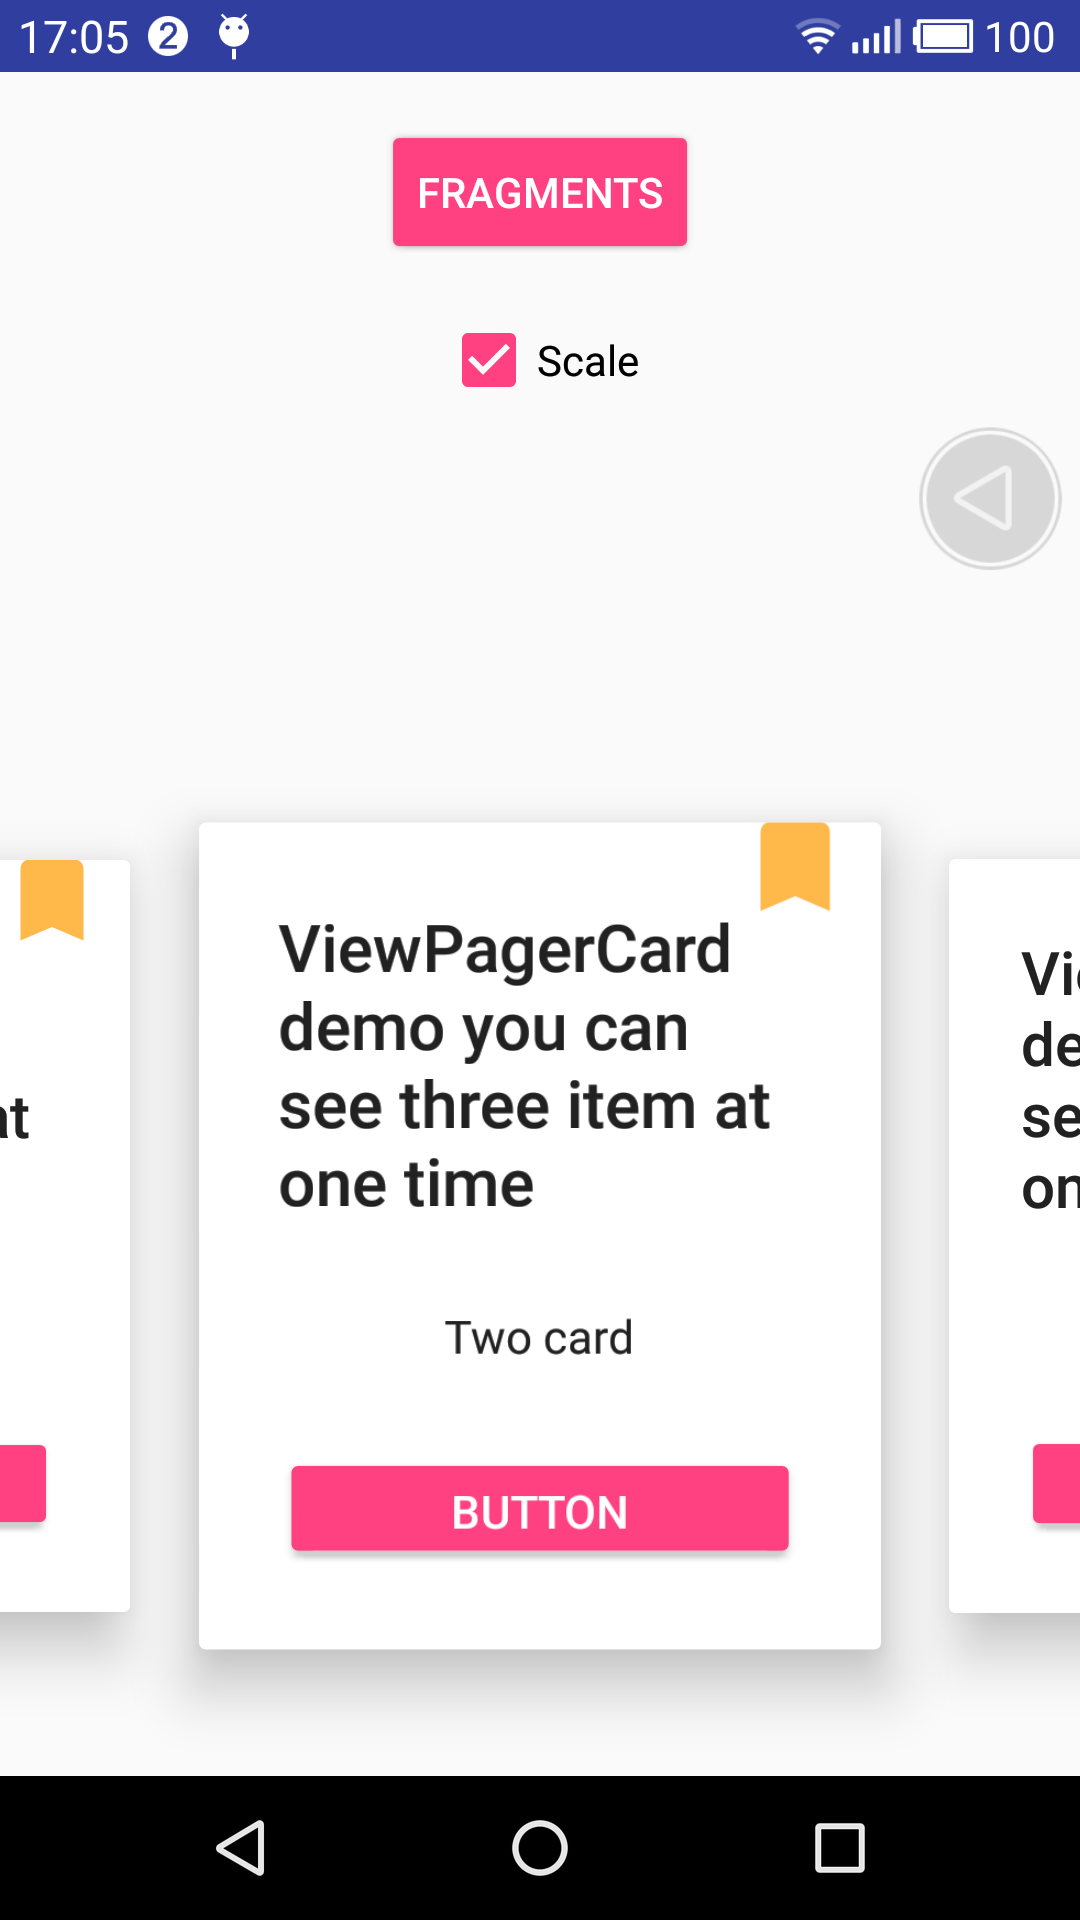 17:05 2 100
FRAGMENTS
Scale
ViewPagerCard
demo you can
see three item at
one time
Two card
BUTTON
at
Vi
de
se
on